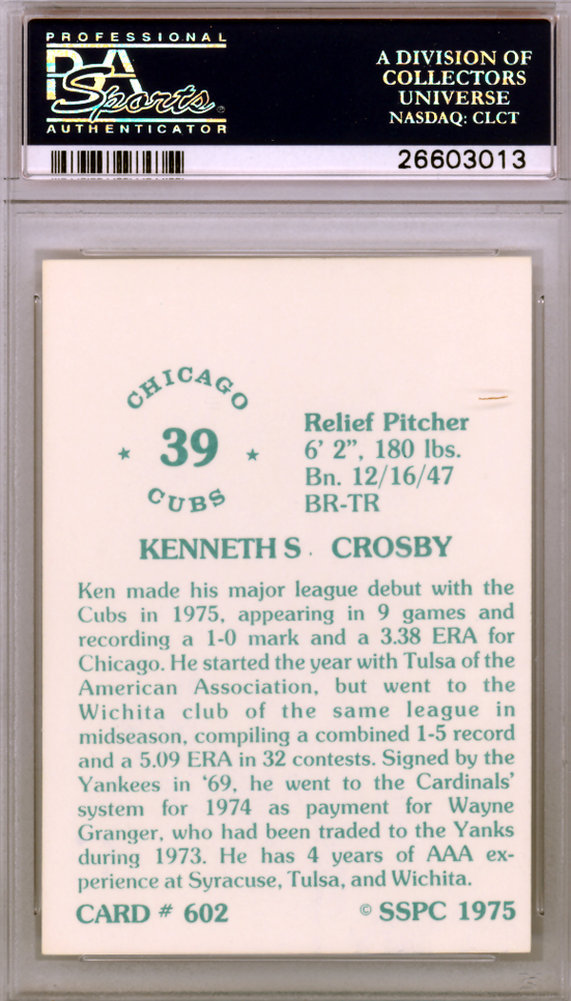 PROFESSIONAL
PSA
Sports
AUTHENTICATOR
A DIVISION OF
COLLECTORS
UNIVERSE
NASDAQ: CLCT
26603013
CHICAGO
39
CUBS
Relief Pitcher
6' 2", 180 lbs.
Bn. 12/16/47
BR-TR
KENNETH S. CROSBY
Ken made his major league debut with the
Cubs in 1975, appearing in 9 games and
recording a 1-0 mark and a 3.38 ERA for
Chicago. He started the year with Tulsa of the
American Association, but went to the
Wichita club of the same league in
midseason, compiling a combined 1-5 record
and a 5.09 ERA in 32 contests. Signed by the
Yankees in '69, he went to the Cardinals'
system for 1974 as payment for Wayne
Granger, who had been traded to the Yanks
during 1973. He has 4 years of AAA ex-
perience at Syracuse, Tulsa, and Wichita.
CARD # 602
© SSPC 1975